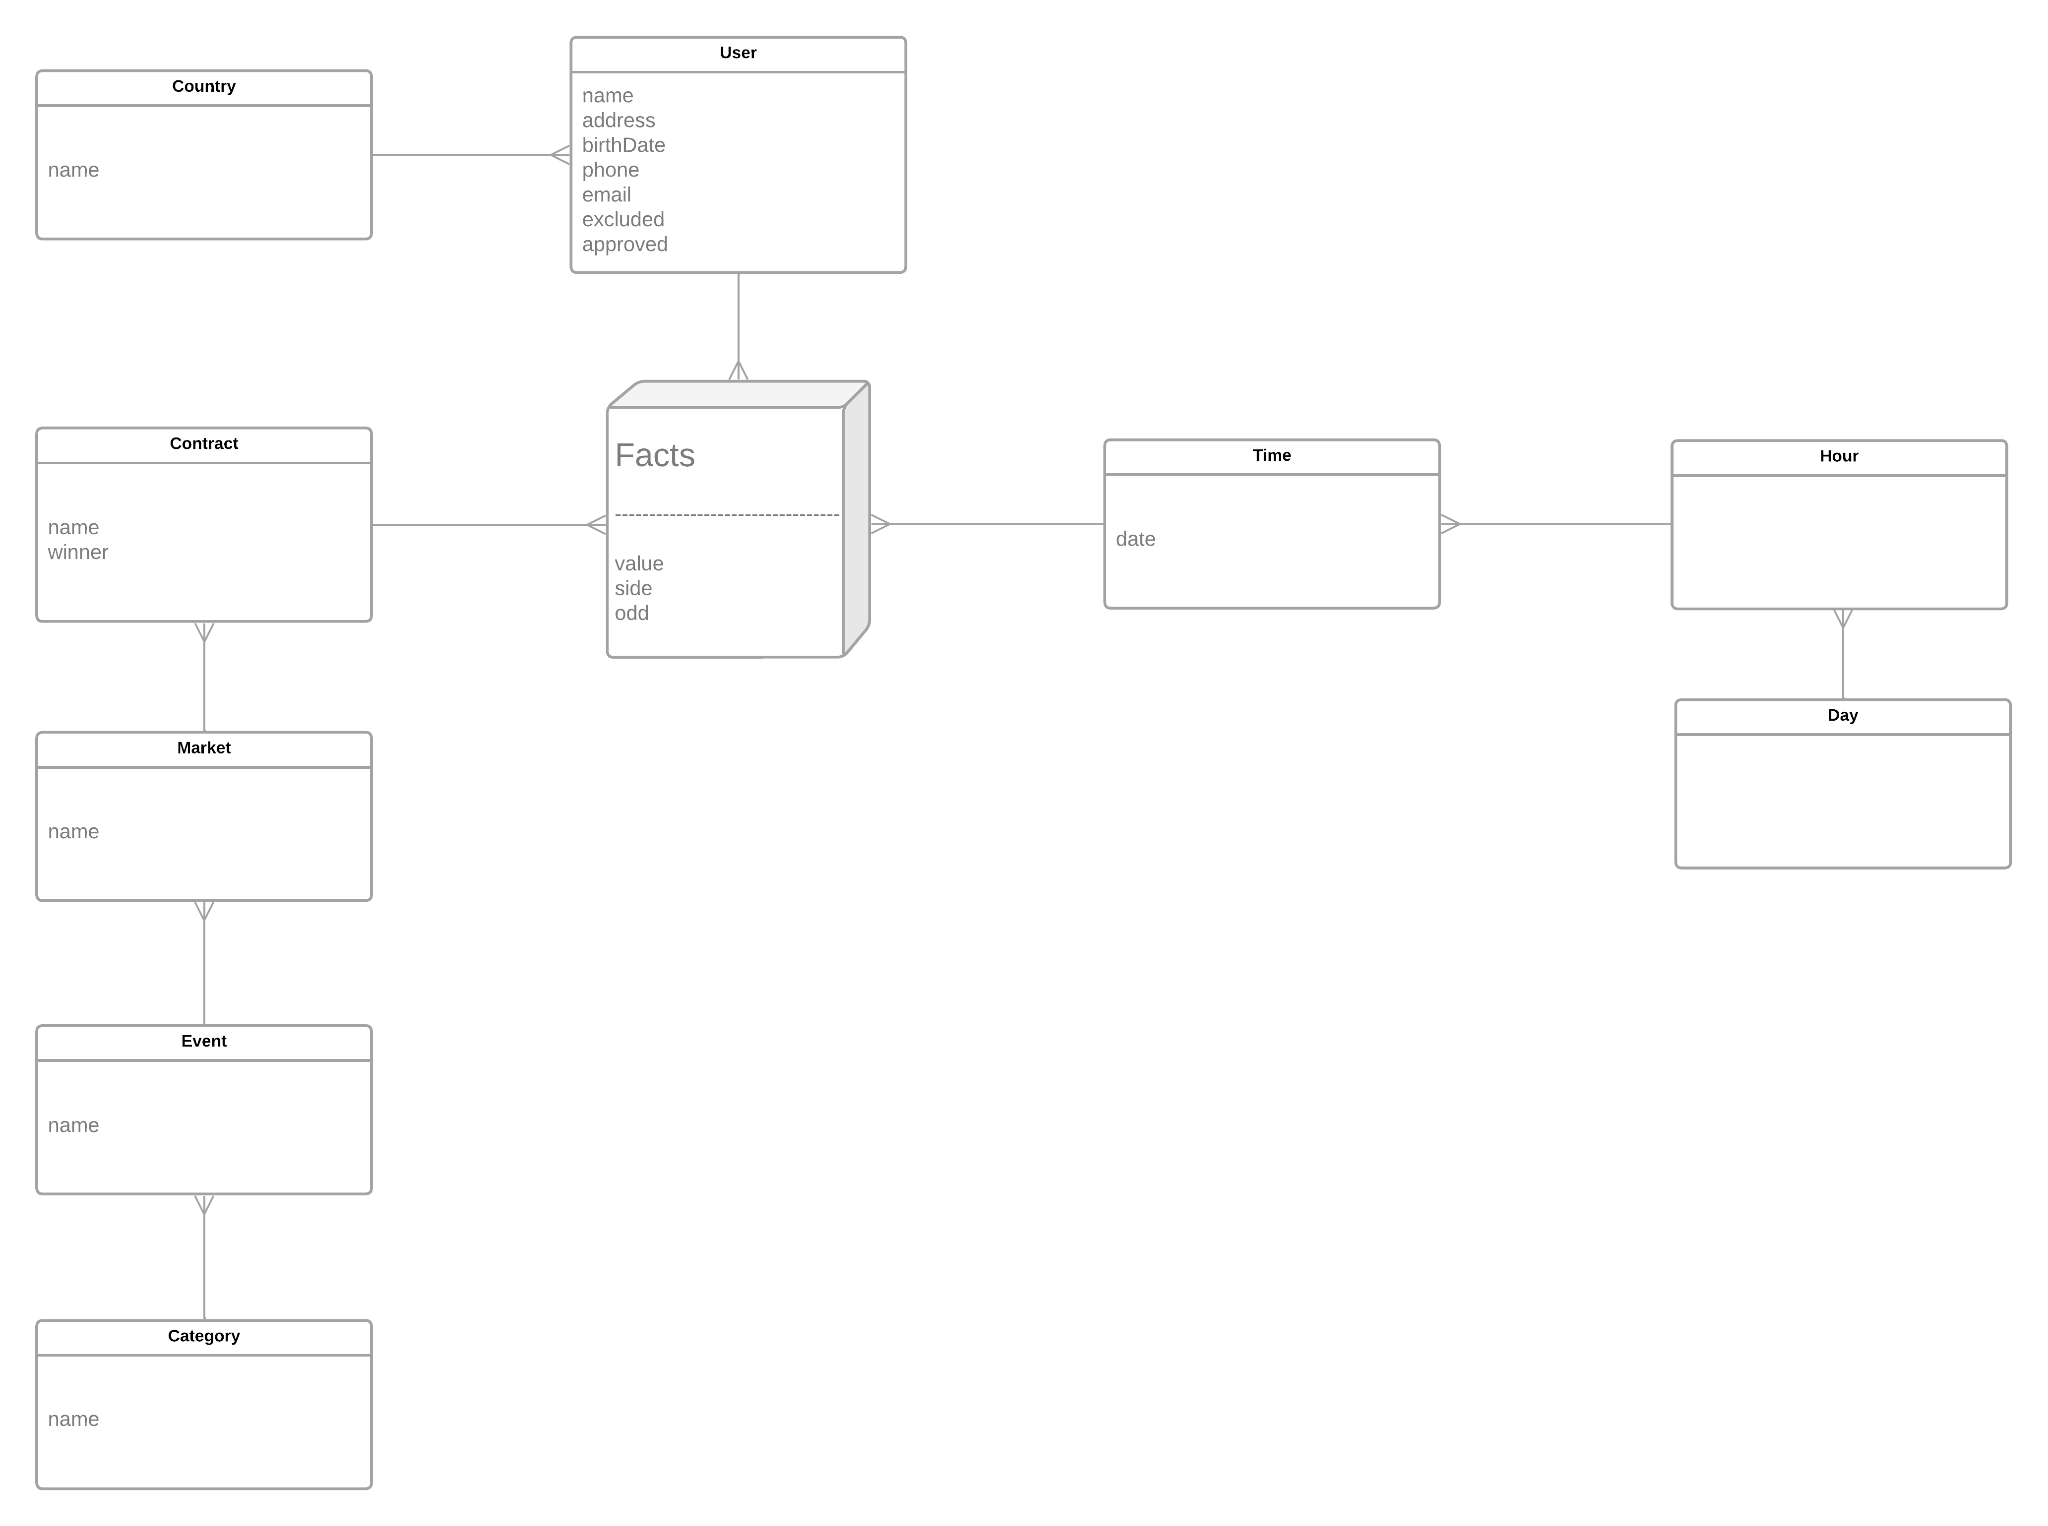 User
name
address
birthDate
phone
email
excluded
approved
Country
name
Contract
name
winner
Facts
value
side
odd
Time
date
Hour
Day
Market
name
Event
name
Category
name